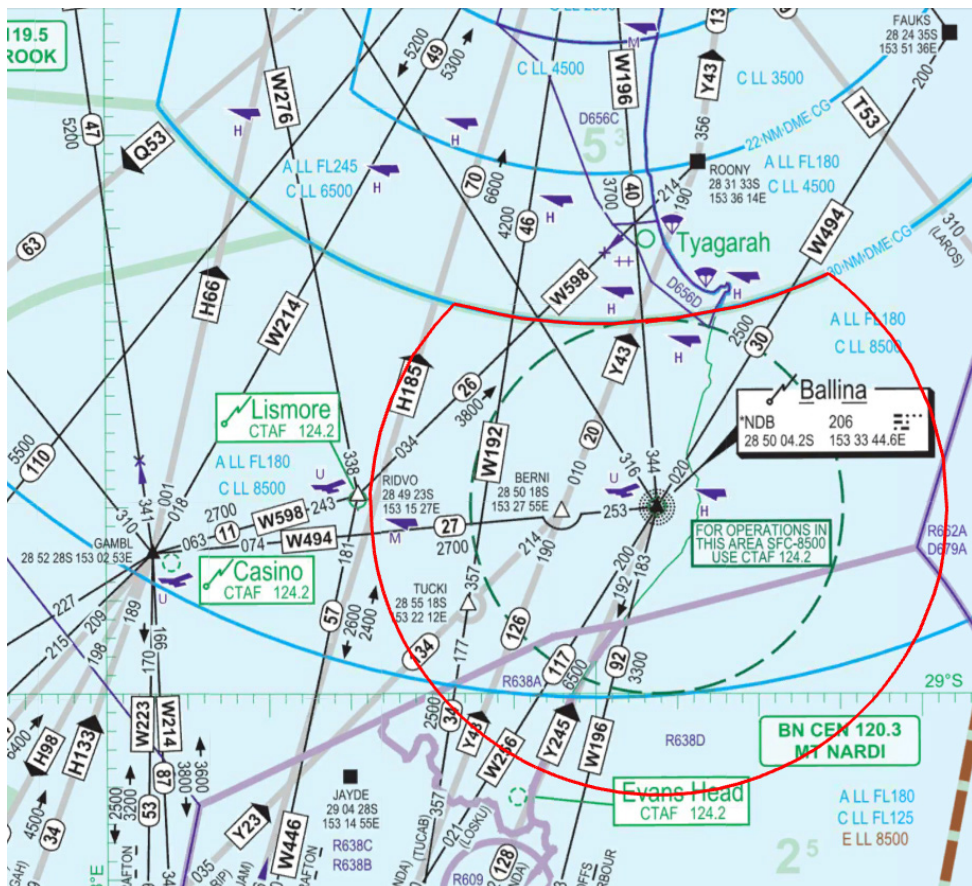 119.5
ROOK
C LL 4500
W276
49
5200
5300
M
W196
13
FAUKS
28 24 35S
153 51 36E
Y43
C LL 3500
200
47
5200
Q53
H
H
D656C
5³
356
T53
22 NM DME CG
A LL FL245
C LL 6500
H
70
6600
40
3700
214
190
ROONY
28 31 33S
153 36 14E
A LL FL180
C LL 4500
63
H
4200
46
Tyagarah
W494
310
(LAROS)
30 NM DME CG
H66
W214
W598
D656D
H
H
H
2500
30
A LL FL180
C LL 8500
H185
Y43
Lismore
CTAF 124.2
26
3800
W192
20
Ballina
*NDB 206
28 50 04.2S 153 33 44.6E
5500
110
A LL FL180
C LL 8500
034
338
U
RIDVO
28 49 23S
153 15 27E
BERNI
28 50 18S
153 27 55E
010
316
344
020
U
H
310
341
001
018
2700
11
W598
243
063
074
W494
M
27
2700
253
GAMBL
28 52 28S 153 02 53E
FOR OPERATIONS IN
THIS AREA SFC-8500
USE CTAF 124.2
R662A
D679A
214
190
200
183
192
Casino
CTAF 124.2
U
181
TUCKI
28 55 18S
53 22 12E
357
227
209
215
198
189
170
166
57
2600
2400
134
177
126
117
6500
92
3300
R638A
29°S
W223
W214
2500
34
W256
Y245
W196
R638D
BN CEN 120.3
MT NARDI
6400
H98
H133
3800
3600
87
2500
3200
53
4500
34
JAYDE
29 04 28S
153 14 55E
R638C
R638B
Y23
W446
357
(TUCAB)
021
(LOSKU)
Evans Head
CTAF 124.2
128
R609
035
A LL FL180
C LL FL125
E LL 8500
2⁵